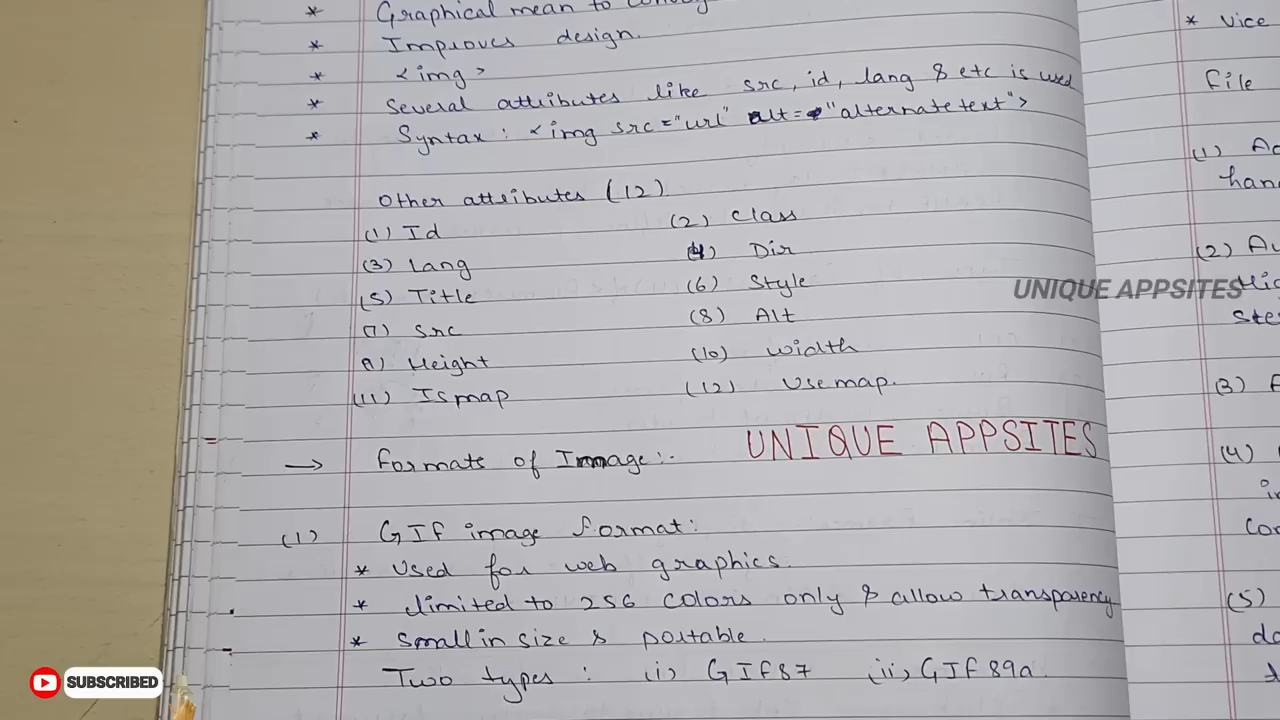 * Graphical mean to
* Improves design.
* <img>
* Several attributes like src, id, lang & etc is used
* Syntax : <img src="url" alt="alternate text">
Other attributes (12)
(1) Id (2) Class
(3) Lang (4) Dir
(5) Title (6) Style
(7) Src (8) Alt
(9) Height (10) Width
(11) Ismap (12) Usemap.
→ Formats of Image:-
UNIQUE APPSITES
(1) GIF image format:
* Used for web graphics.
* limited to 256 colors only & allow transparency
* Small in size & portable.
Two types : (i) GIF87 (ii) GIF89a.
* Vice
File
(1)
(2)
(3)
(4)
(5)
UNIQUE APPSITES
SUBSCRIBED